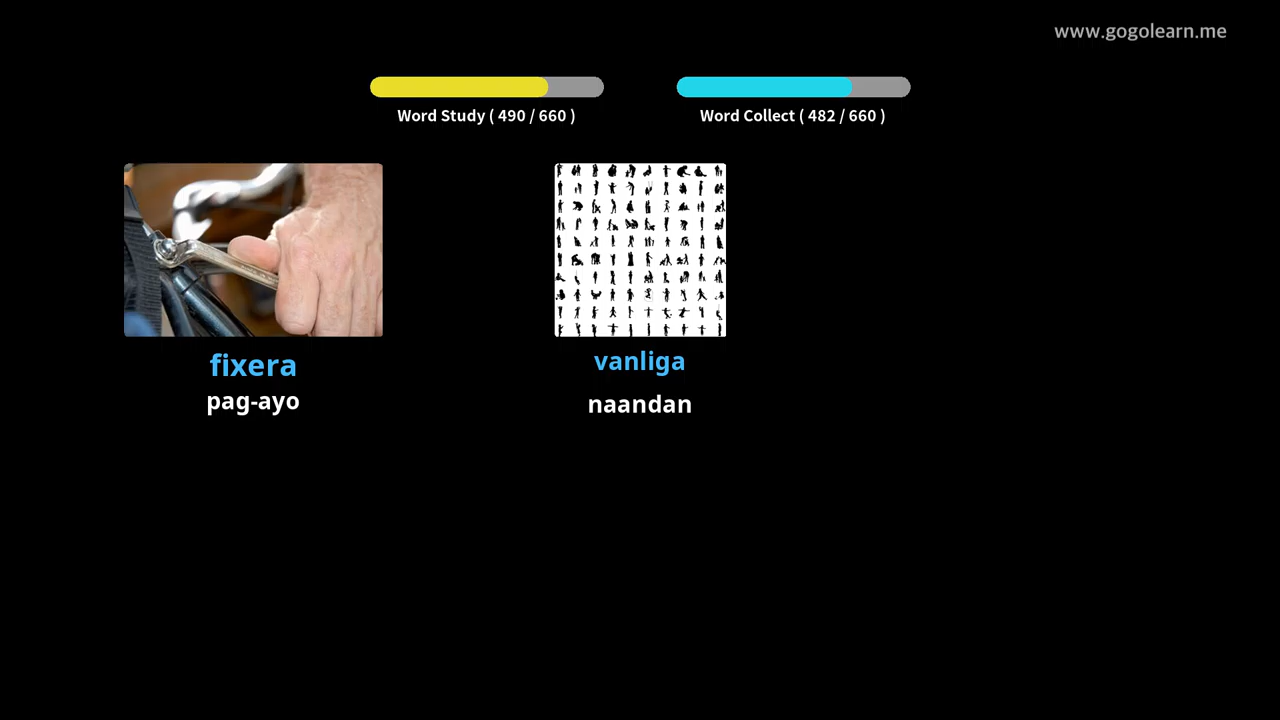 www.gogolearn.me
Word Study ( 490 / 660 )
Word Collect ( 482 / 660 )
fixera
pag-ayo
vanliga
naandan